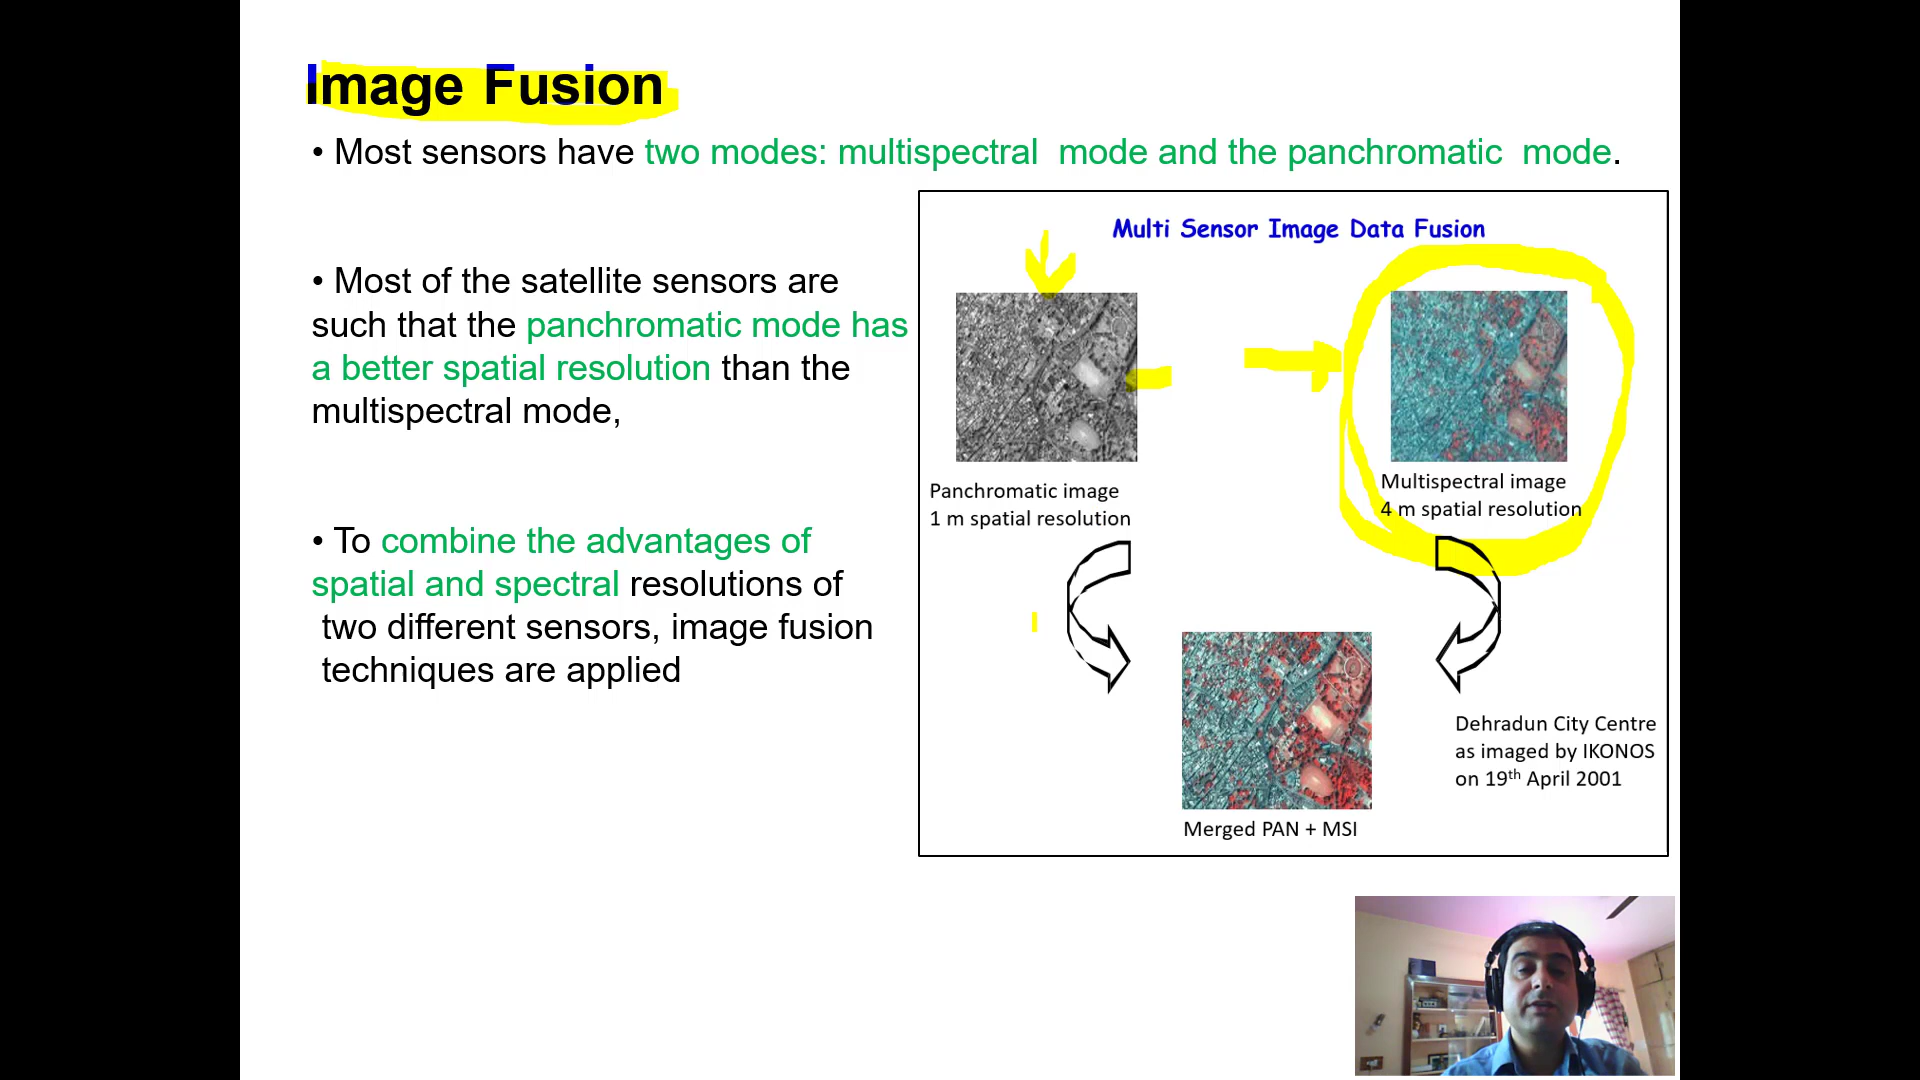 Image Fusion
• Most sensors have two modes: multispectral mode and the panchromatic mode.
• Most of the satellite sensors are
such that the panchromatic mode has
a better spatial resolution than the
multispectral mode,
• To combine the advantages of
spatial and spectral resolutions of
two different sensors, image fusion
techniques are applied
Multi Sensor Image Data Fusion
Panchromatic image
1 m spatial resolution
Multispectral image
4 m spatial resolution
Merged PAN + MSI
Dehradun City Centre
as imaged by IKONOS
on 19th April 2001